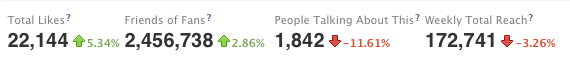 Total Likes? Friends of Fans? People Talking About This? Weekly Total Reach?
22,144 5.34% 2,456,738 2.86% 1,842 -11.61% 172,741 -3.26%